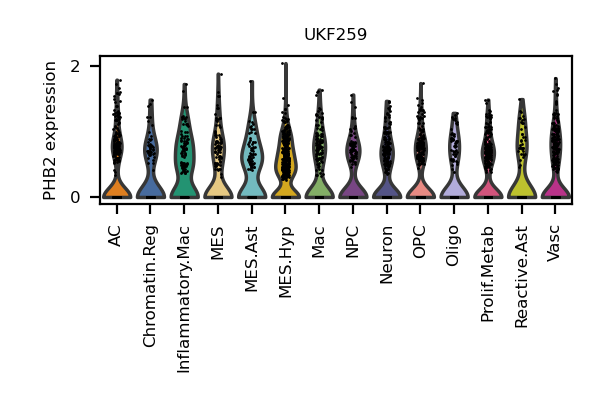 UKF259
PHB2 expression
2
0
AC
Chromatin.Reg
Inflammatory.Mac
MES
MES.Ast
MES.Hyp
Mac
NPC
Neuron
OPC
Oligo
Prolif.Metab
Reactive.Ast
Vasc